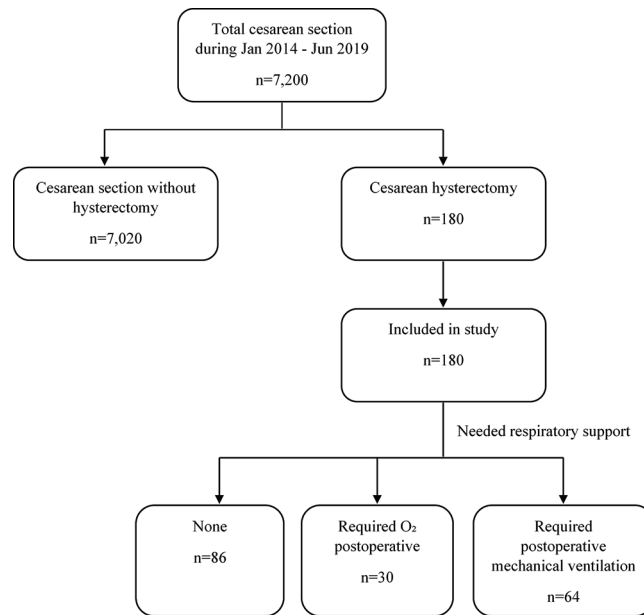 Total cesarean section
during Jan 2014 - Jun 2019
n=7,200
Cesarean section without
hysterectomy
n=7,020
Cesarean hysterectomy
n=180
Included in study
n=180
Needed respiratory support
None
n=86
Required O₂
postoperative
n=30
Required
postoperative
mechanical ventilation
n=64